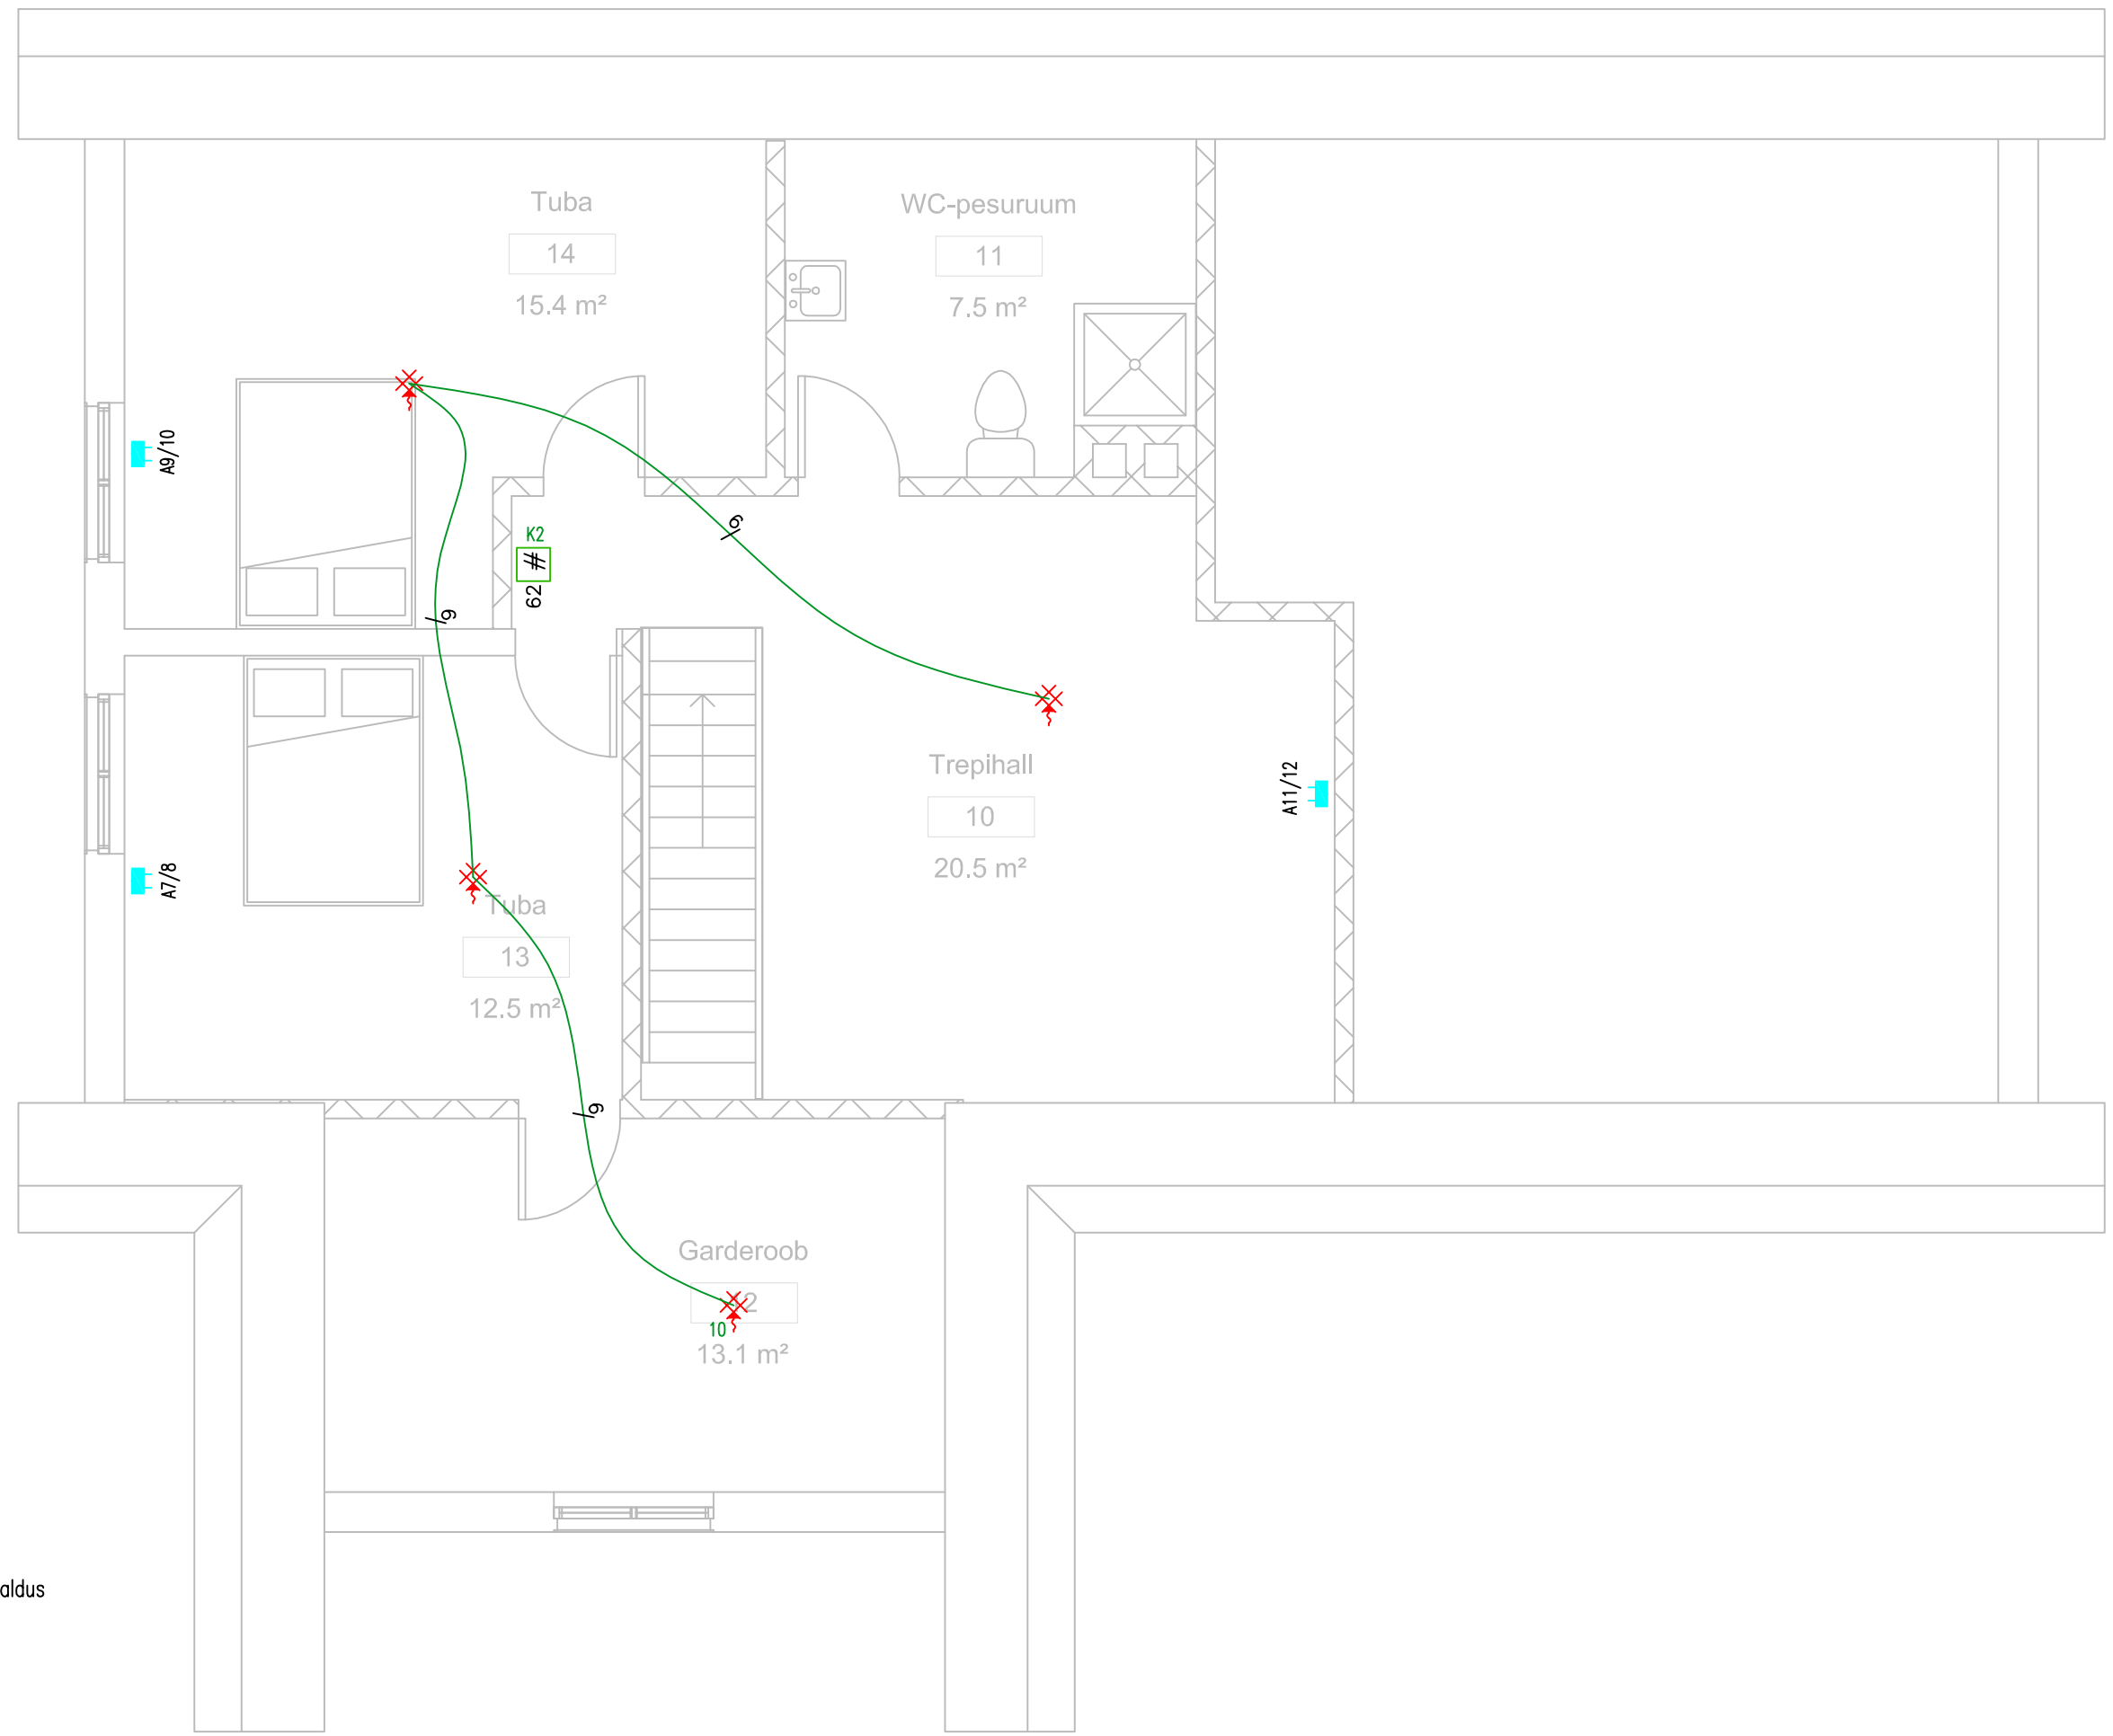 Tuba
14
15.4 m²
WC-pesuruum
11
7.5 m²
A9/10
6
K2
#
62
6
Trepihall
10
20.5 m²
A11/12
A7/8
Tuba
13
12.5 m²
6
Garderoob
12
10
13.1 m²
aldus